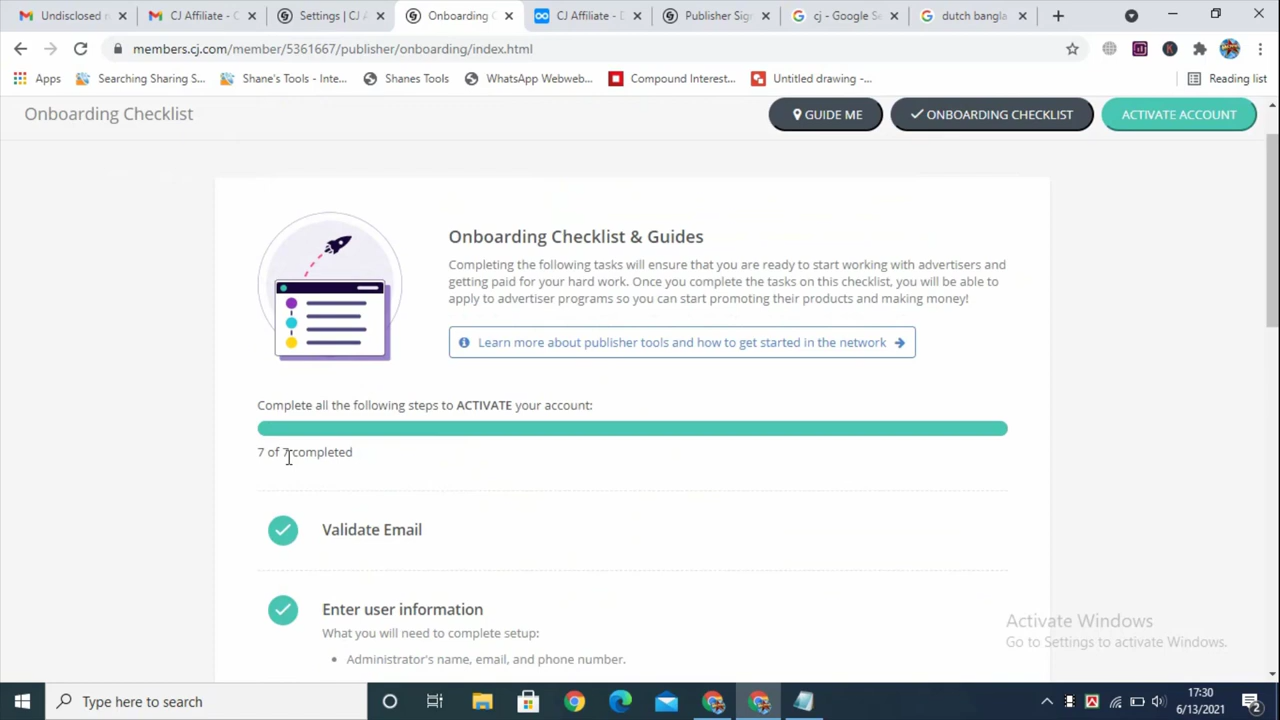 Undisclosed r
CJ Affiliate - C
Settings | CJ A
Onboarding C
CJ Affiliate - D
Publisher Sig
cj - Google Se
dutch bangla
members.cj.com/member/5361667/publisher/onboarding/index.html
Apps
Searching Sharing S...
Shane's Tools - Inte...
Shanes Tools
WhatsApp Webweb...
Compound Interest...
Untitled drawing -...
Reading list
Onboarding Checklist
GUIDE ME
ONBOARDING CHECKLIST
ACTIVATE ACCOUNT
Onboarding Checklist & Guides
Completing the following tasks will ensure that you are ready to start working with advertisers and
getting paid for your hard work. Once you complete the tasks on this checklist, you will be able to
apply to advertiser programs so you can start promoting their products and making money!
Learn more about publisher tools and how to get started in the network
Complete all the following steps to ACTIVATE your account:
7 of 7 completed
Validate Email
Enter user information
What you will need to complete setup:
• Administrator's name, email, and phone number.
Activate Windows
Go to Settings to activate Windows.
Type here to search
17:30
6/13/2021
2